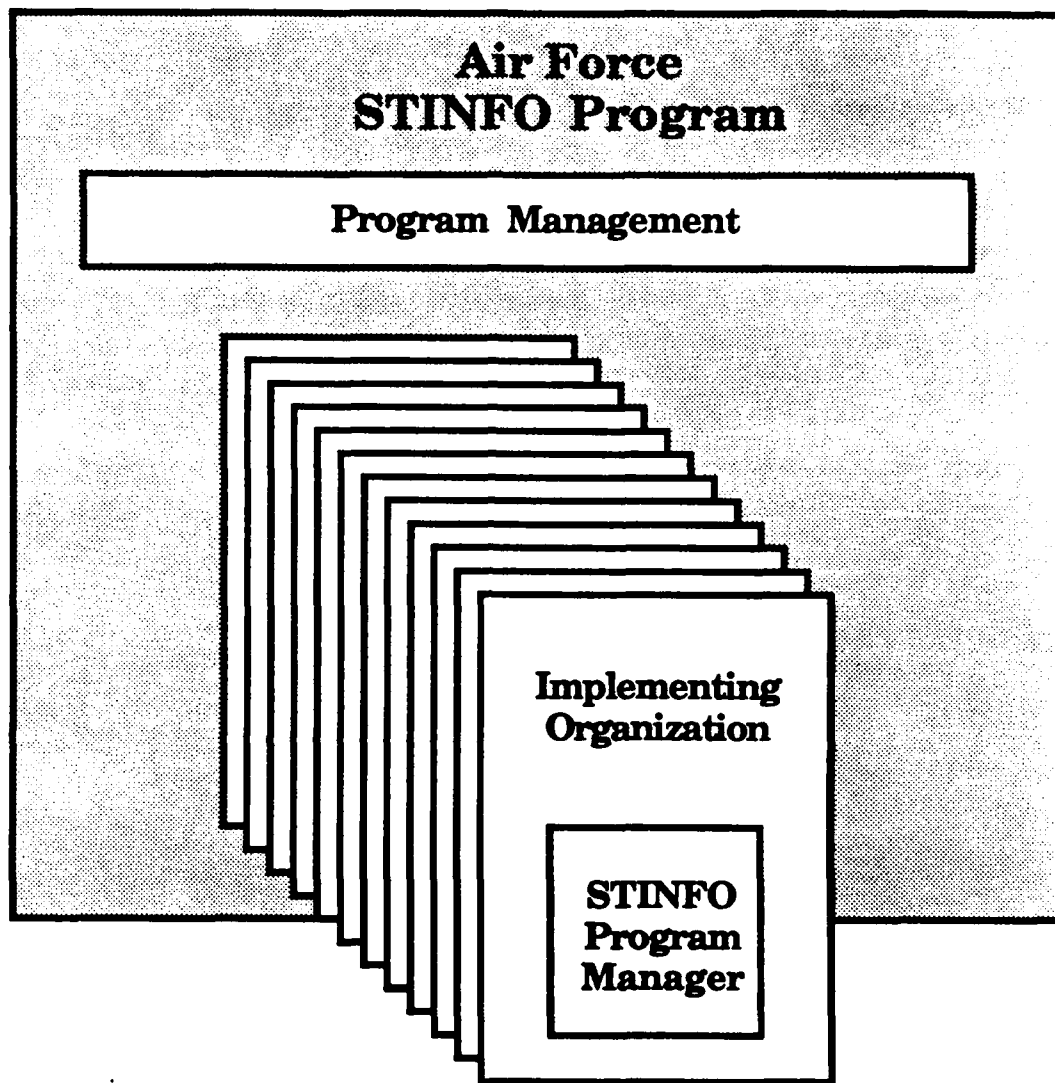 Air Force
STINFO Program
Program Management
Implementing
Organization
STINFO
Program
Manager